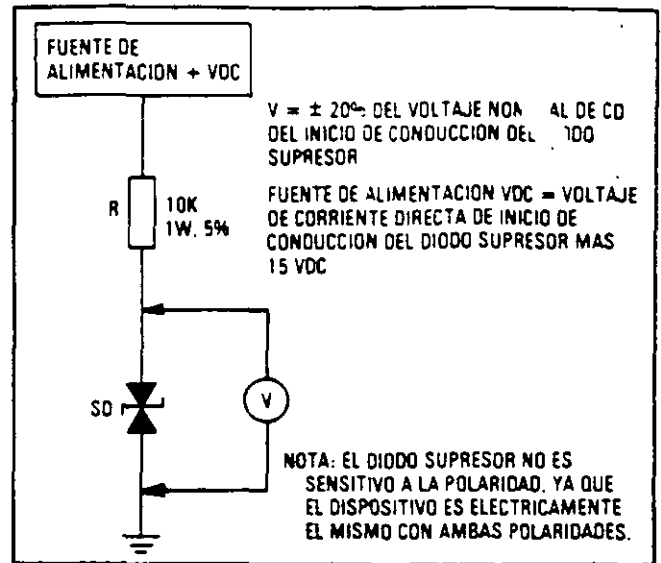 FUENTE DE
ALIMENTACION + VDC
V = ± 20% DEL VOLTAJE NOM AL DE CD
DEL INICIO DE CONDUCCION DEL
SUPRESOR
R
10K
1W, 5%
FUENTE DE ALIMENTACION VDC = VOLTAJE
DE CORRIENTE DIRECTA DE INICIO DE
CONDUCCION DEL DIODO SUPRESOR MAS
15 VDC
SD
V
NOTA: EL DIODO SUPRESOR NO ES
SENSITIVO A LA POLARIDAD, YA QUE
EL DISPOSITIVO ES ELECTRICAMENTE
EL MISMO CON AMBAS POLARIDADES.